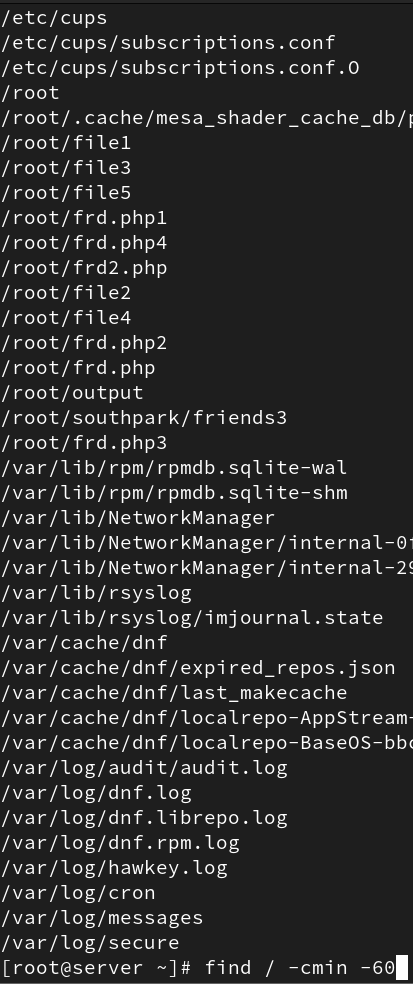 /etc/cups
/etc/cups/subscriptions.conf
/etc/cups/subscriptions.conf.O
/root
/root/.cache/mesa_shader_cache_db/p
/root/file1
/root/file3
/root/file5
/root/frd.php1
/root/frd.php4
/root/frd2.php
/root/file2
/root/file4
/root/frd.php2
/root/frd.php
/root/output
/root/southpark/friends3
/root/frd.php3
/var/lib/rpm/rpmdb.sqlite-wal
/var/lib/rpm/rpmdb.sqlite-shm
/var/lib/NetworkManager
/var/lib/NetworkManager/internal-0f
/var/lib/NetworkManager/internal-29
/var/lib/rsyslog
/var/lib/rsyslog/imjournal.state
/var/cache/dnf
/var/cache/dnf/expired_repos.json
/var/cache/dnf/last_makecache
/var/cache/dnf/localrepo-AppStream-
/var/cache/dnf/localrepo-BaseOS-bbc
/var/log/audit/audit.log
/var/log/dnf.log
/var/log/dnf.librepo.log
/var/log/dnf.rpm.log
/var/log/hawkey.log
/var/log/cron
/var/log/messages
/var/log/secure
[root@server ~]# find / -cmin -60